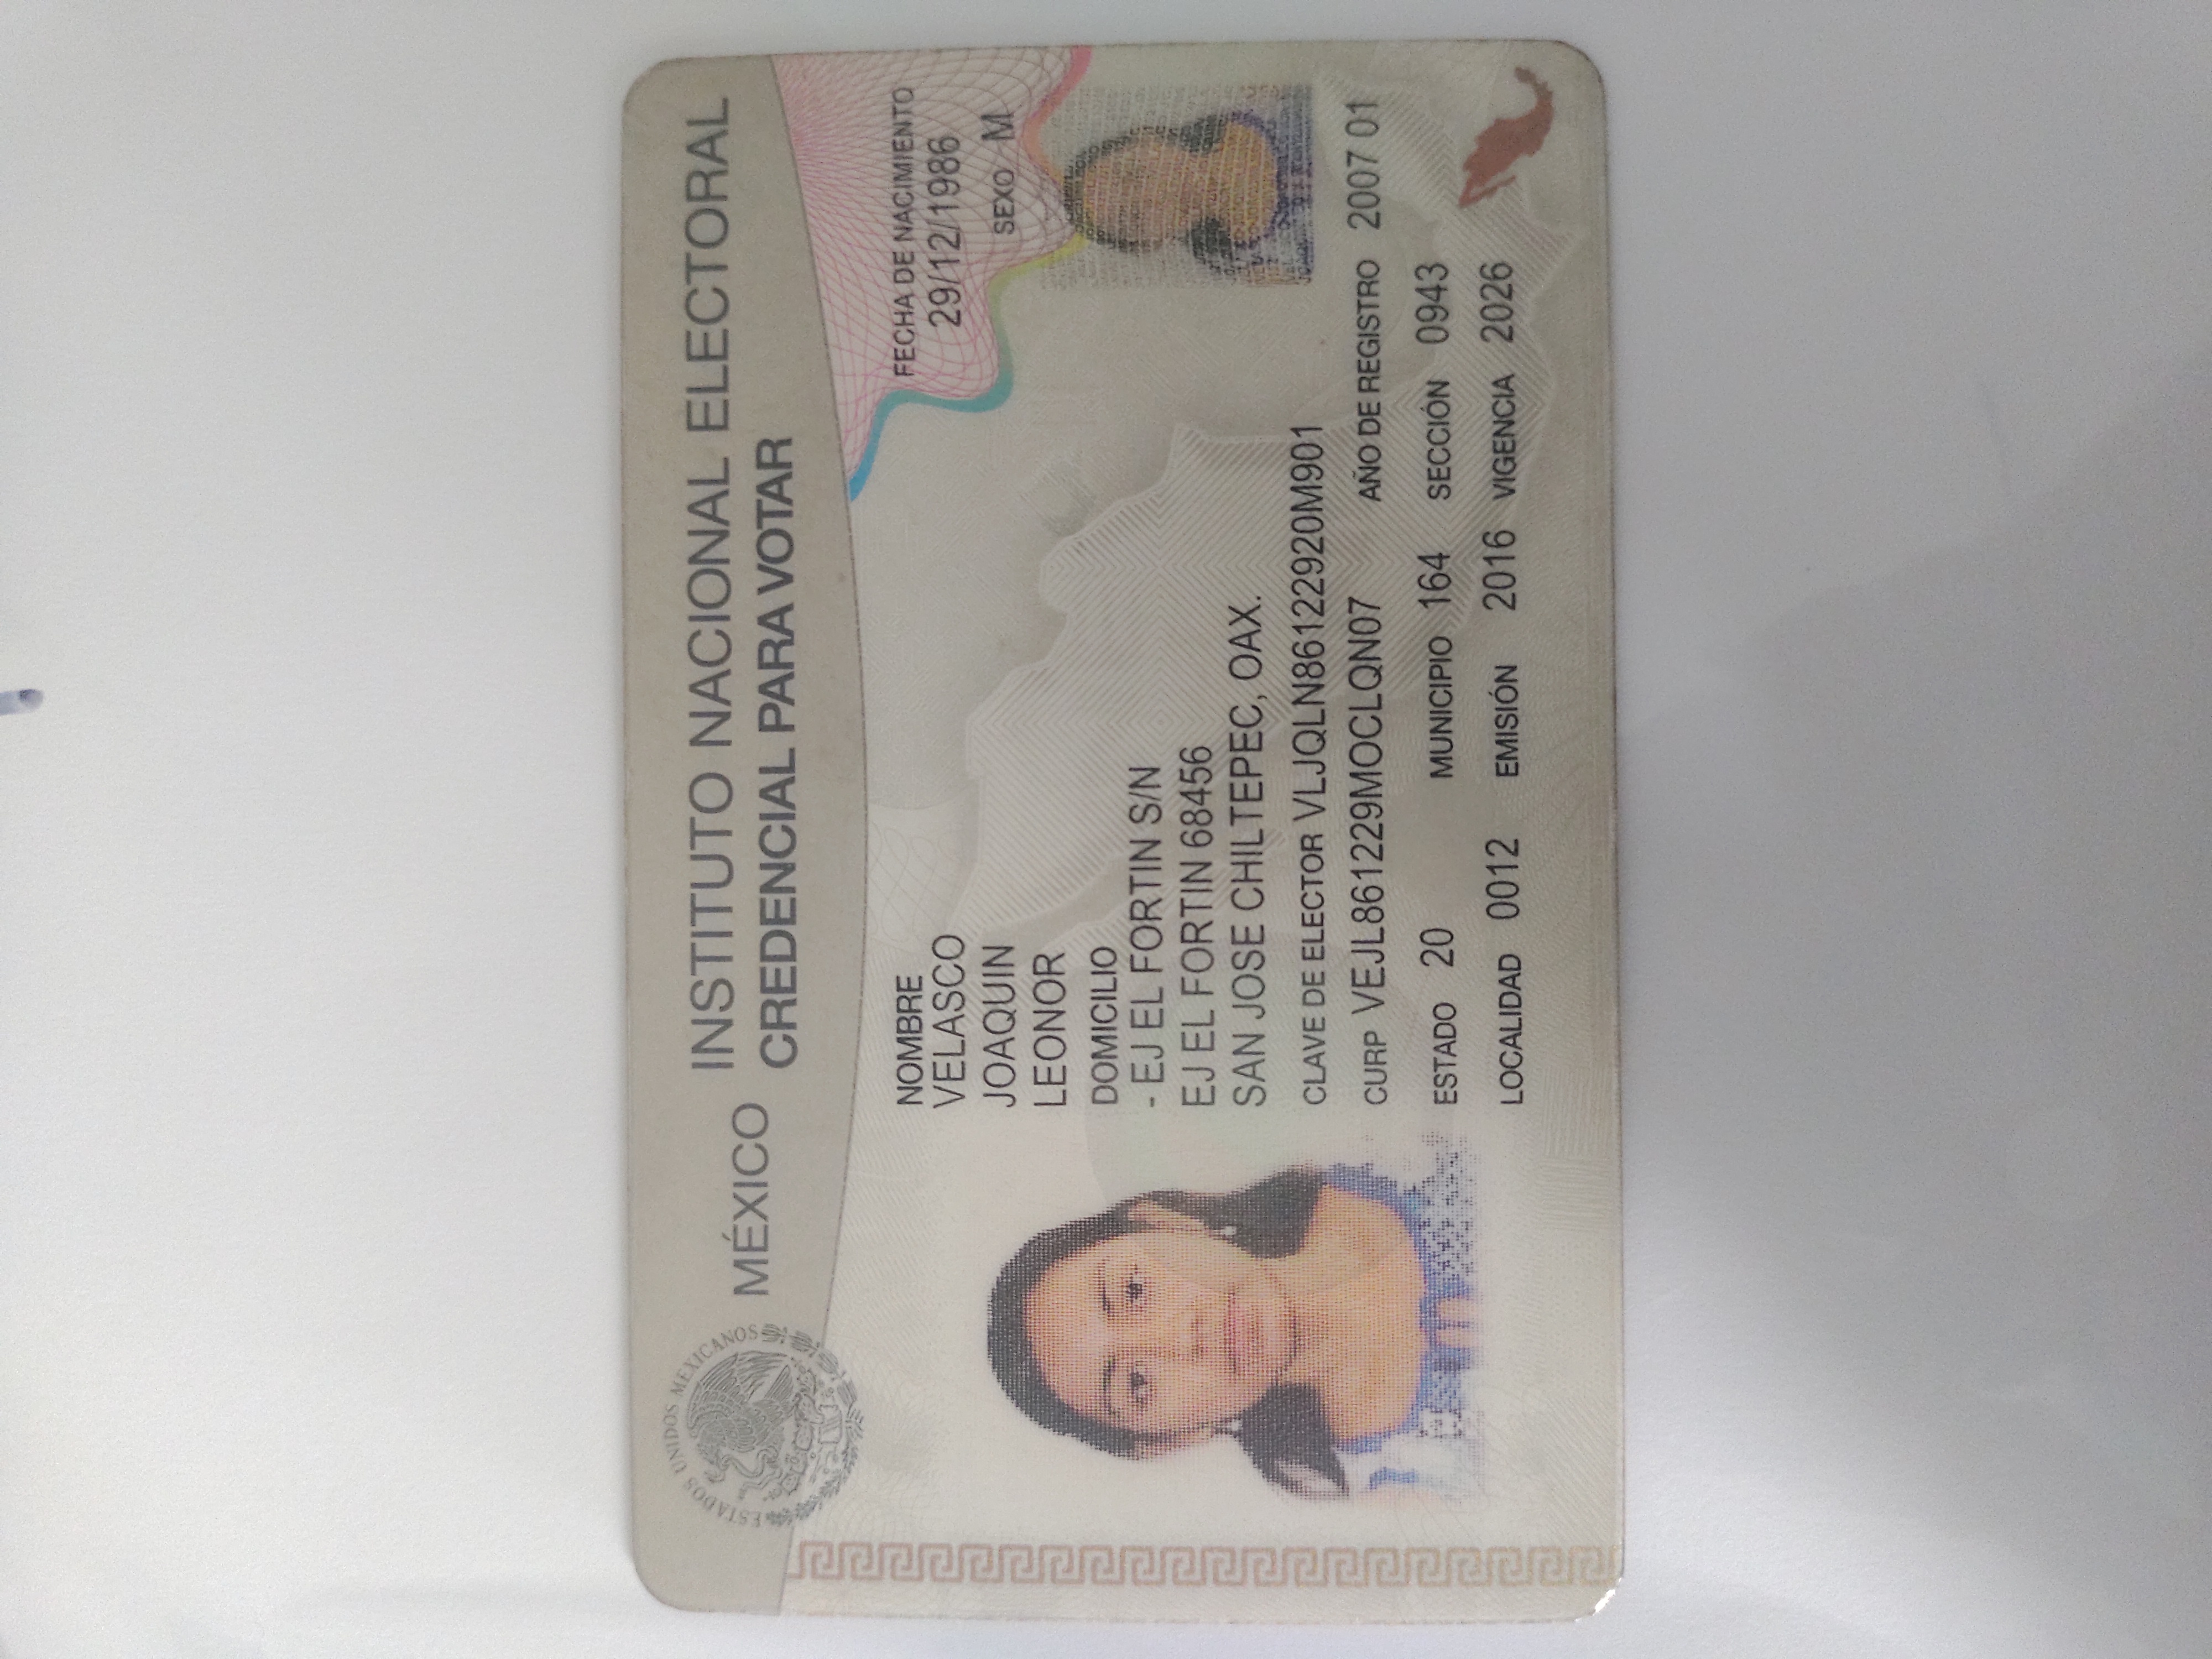 ESTADOS UNIDOS MEXICANOS
MÉXICO INSTITUTO NACIONAL ELECTORAL
CREDENCIAL PARA VOTAR
NOMBRE
VELASCO
JOAQUIN
LEONOR
FECHA DE NACIMIENTO
29/12/1986
SEXO M
DOMICILIO
- EJ EL FORTIN S/N
EJ EL FORTIN 68456
SAN JOSE CHILTEPEC, OAX.
CLAVE DE ELECTOR VLJQLN86122920M901
CURP VEJL861229MOCLQN07 AÑO DE REGISTRO 2007 01
ESTADO 20 MUNICIPIO 164 SECCIÓN 0943
LOCALIDAD 0012 EMISIÓN 2016 VIGENCIA 2026